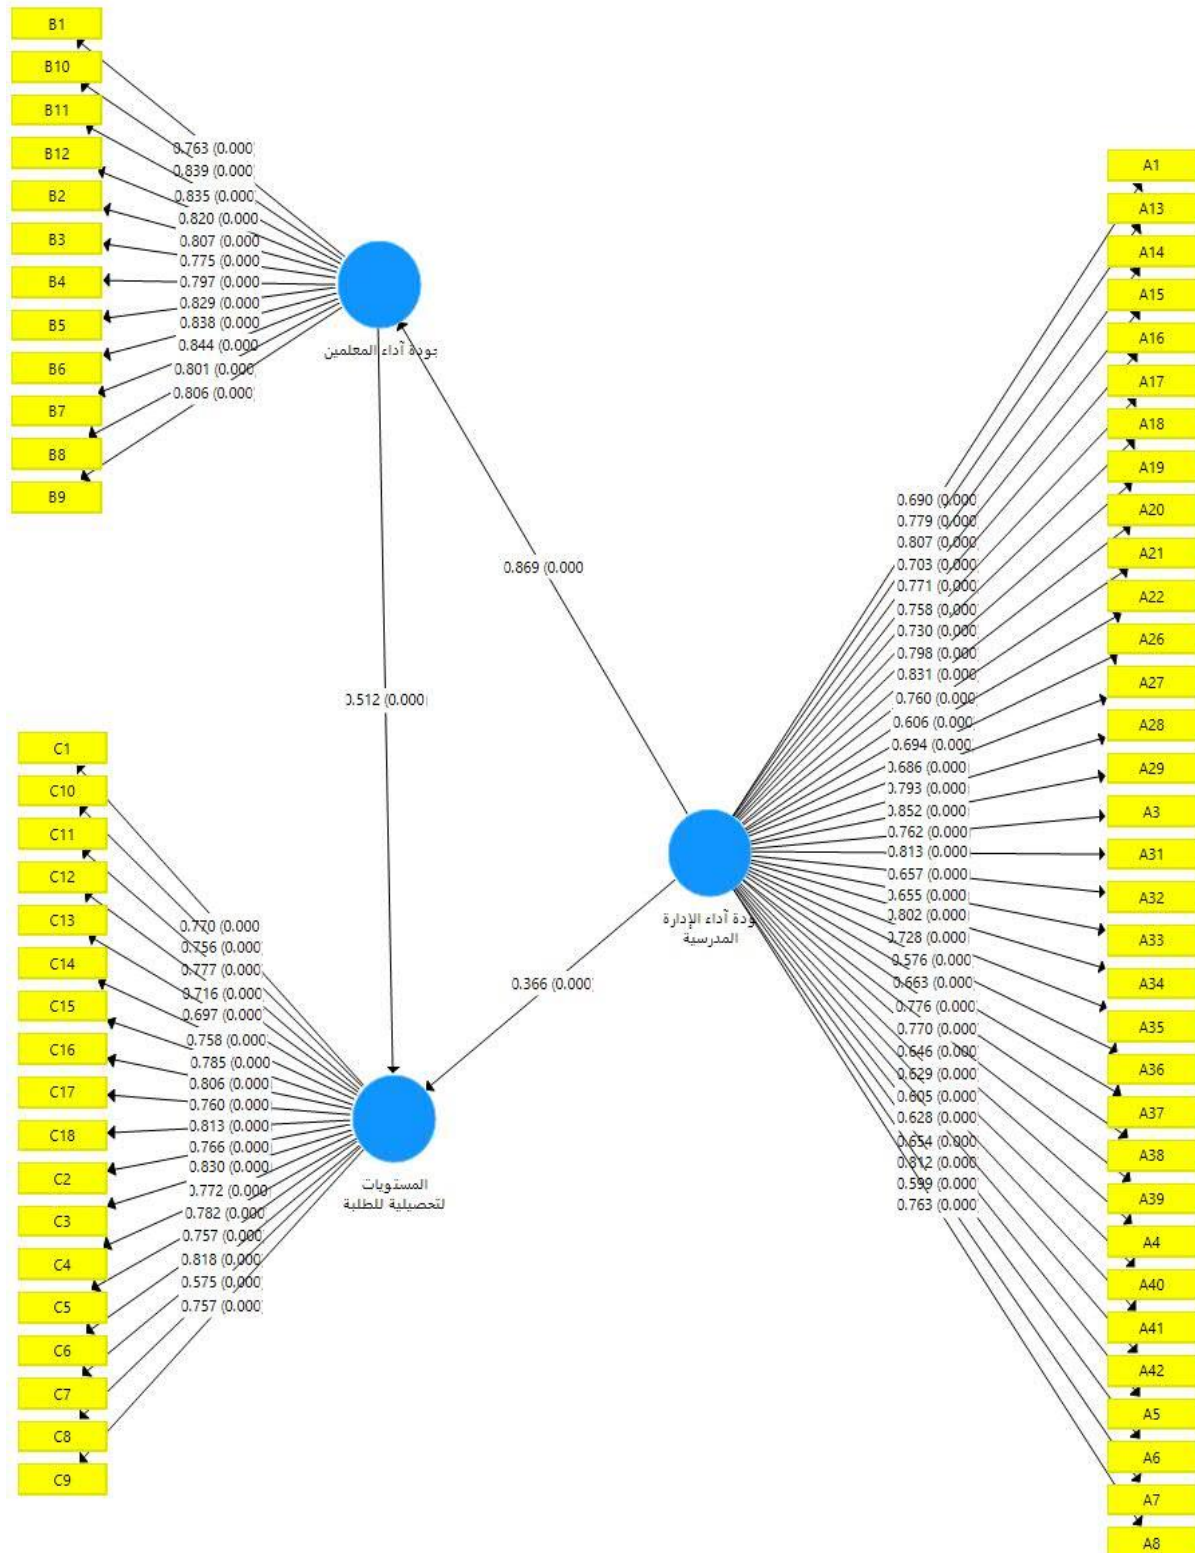 B1
B10
B11
B12
B2
B3
B4
B5
B6
B7
B8
B9
0.763 (0.000)
0.839 (0.000)
0.835 (0.000)
0.820 (0.000
0.807 (0.000
0.775 (0.000
0.797 (0.000
0.829 (0.000
0.838 (0.000)
0.844 (0.000)
0.801 (0.000)
0.806 (0.000)
جودة آداء المعلمين
0.869 (0.000
0.512 (0.000)
0.366 (0.000)
C1
C10
C11
C12
C13
C14
C15
C16
C17
C18
C2
C3
C4
C5
C6
C7
C8
C9
0.770 (0.000
0.756 (0.000)
0.777 (0.000)
0.716 (0.000)
0.697 (0.000)
0.758 (0.000)
0.785 (0.000)
0.806 (0.000)
0.760 (0.000)
0.813 (0.000)
0.766 (0.000)
0.830 (0.000)
0.772 (0.000)
0.782 (0.000
0.757 (0.000)
0.818 (0.000)
0.575 (0.000)
0.757 (0.000)
المستويات
لتحصيلية للطلبة
ودة آداء الإدارة
المدرسية
0.690 (0.000
0.779 (0.000
0.807 (0.000
0.703 (0.000
0.771 (0.000
0.758 (0.000
0.730 (0.000
0.798 (0.000
0.831 (0.000
0.760 (0.000)
0.606 (0.000)
0.694 (0.000
0.686 (0.000)
0.793 (0.000)
0.852 (0.000)
0.762 (0.000)
0.813 (0.000)
0.657 (0.000)
0.655 (0.000)
0.802 (0.000)
0.728 (0.000)
0.576 (0.000)
0.663 (0.000)
0.776 (0.000)
0.770 (0.000)
0.646 (0.000)
0.629 (0.000)
0.605 (0.000)
0.628 (0.000)
0.654 (0.000)
0.812 (0.000)
0.599 (0.000)
0.763 (0.000)
A1
A13
A14
A15
A16
A17
A18
A19
A20
A21
A22
A26
A27
A28
A29
A3
A31
A32
A33
A34
A35
A36
A37
A38
A39
A4
A40
A41
A42
A5
A6
A7
A8